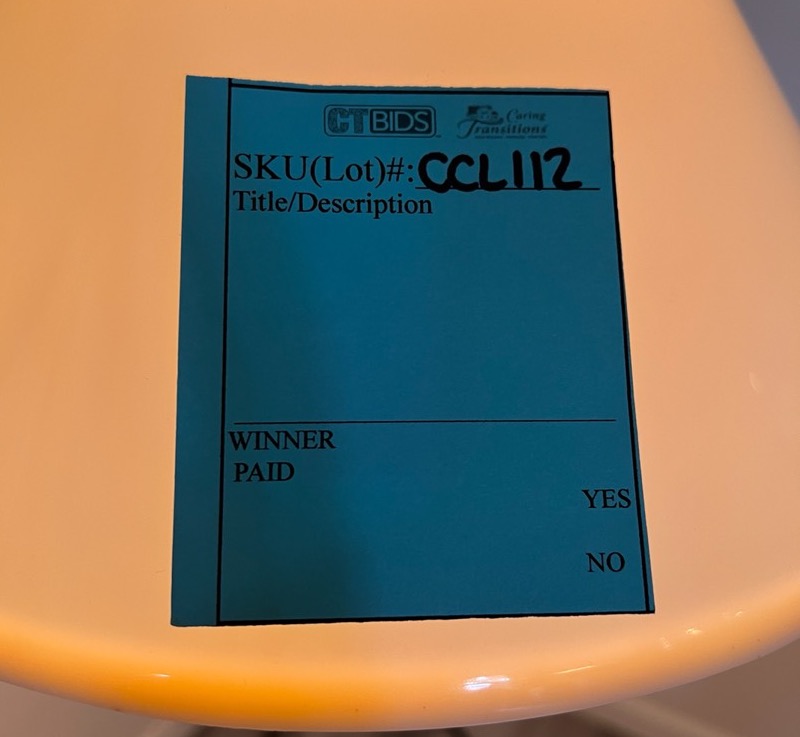 CTBIDS Caring Transitions
SKU(Lot)#: CCL112
Title/Description
WINNER
PAID
YES
NO